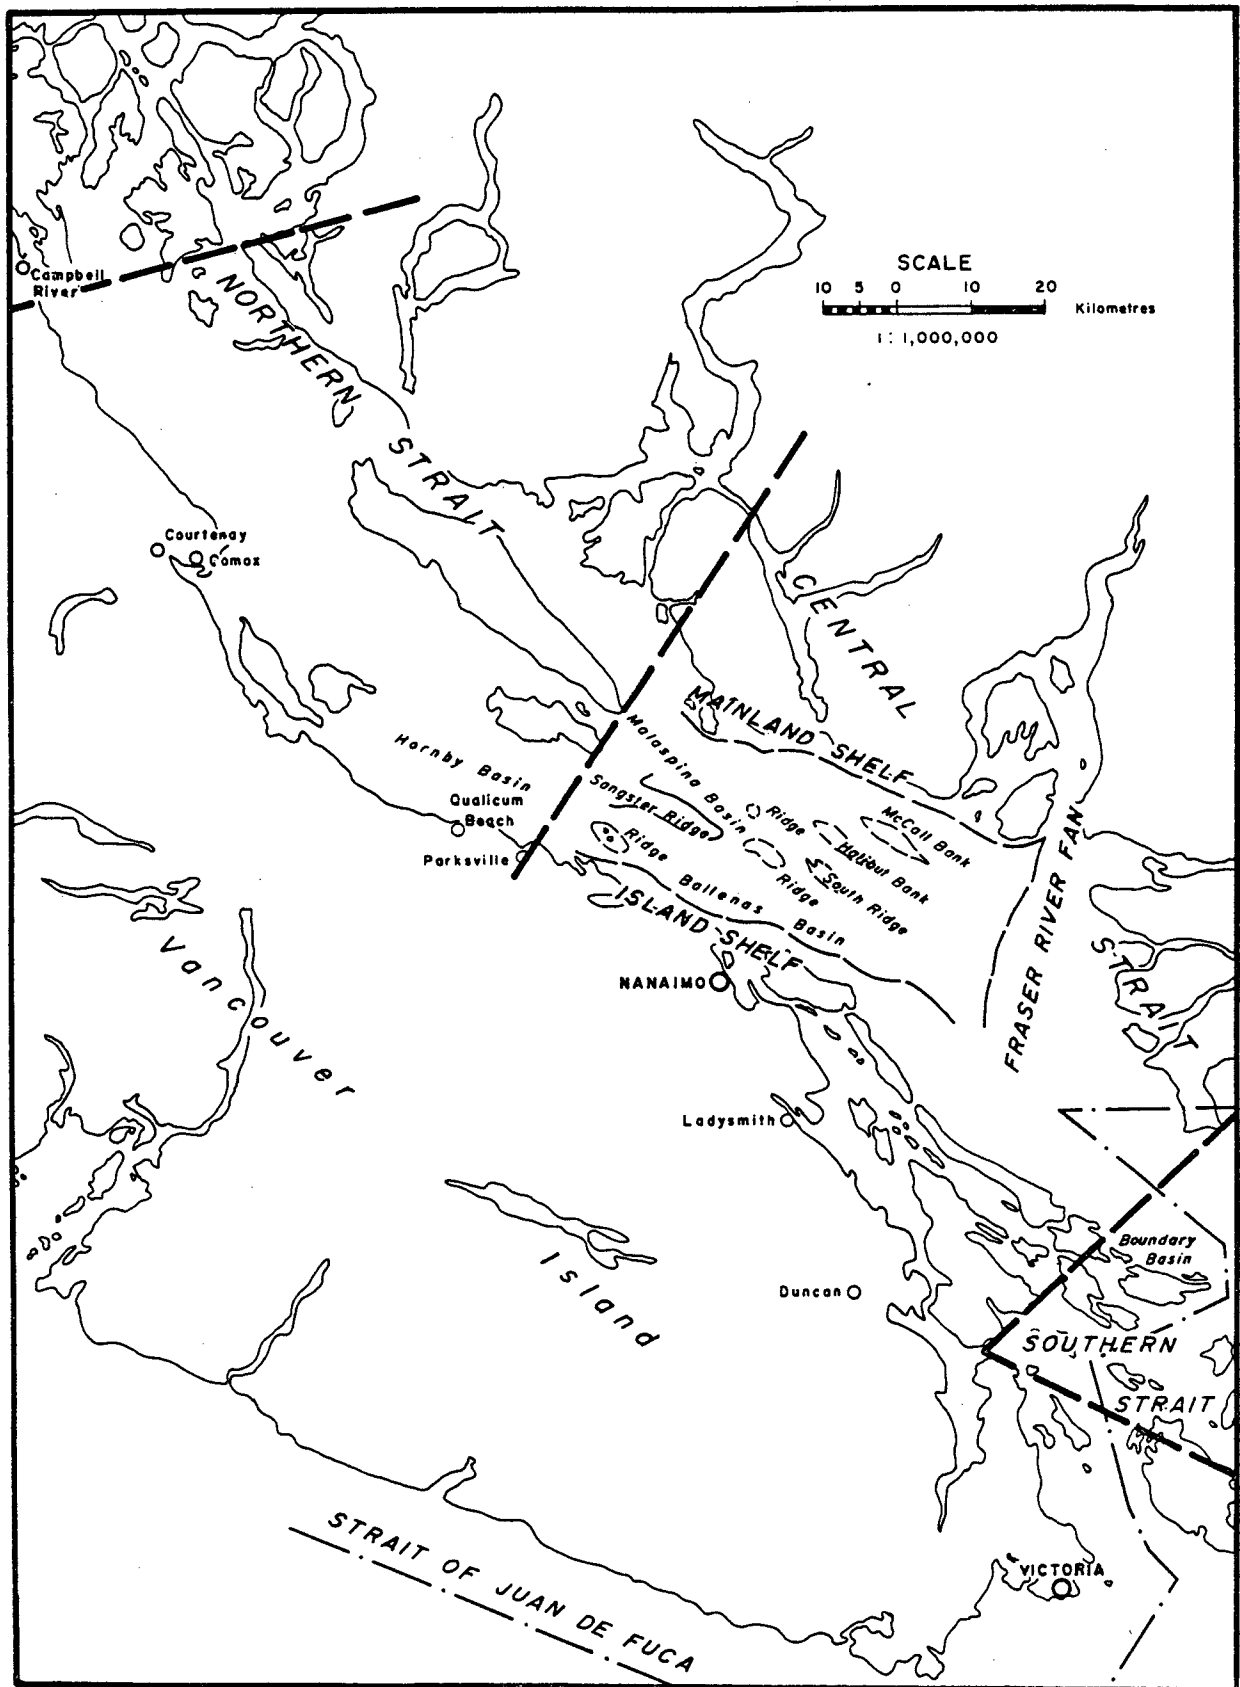 SCALE
10 5 0 10 20
Kilometres
1:1,000,000
Campbell
River
NORTHERN STRAIT
Courtenay
Comox
CENTRAL STRAIT
MAINLAND SHELF
Hornby Basin
Malaspina Basin
Sangster Ridge
Ridge
Ridge
Ridge
McCall Bank
Halibut Bank
South Ridge
Ballenas Basin
ISLAND SHELF
Qualicum
Beach
Parksville
FRASER RIVER FAN
NANAIMO
Vancouver Island
Ladysmith
Duncan
Boundary
Basin
SOUTHERN
STRAIT
VICTORIA
STRAIT OF JUAN DE FUCA